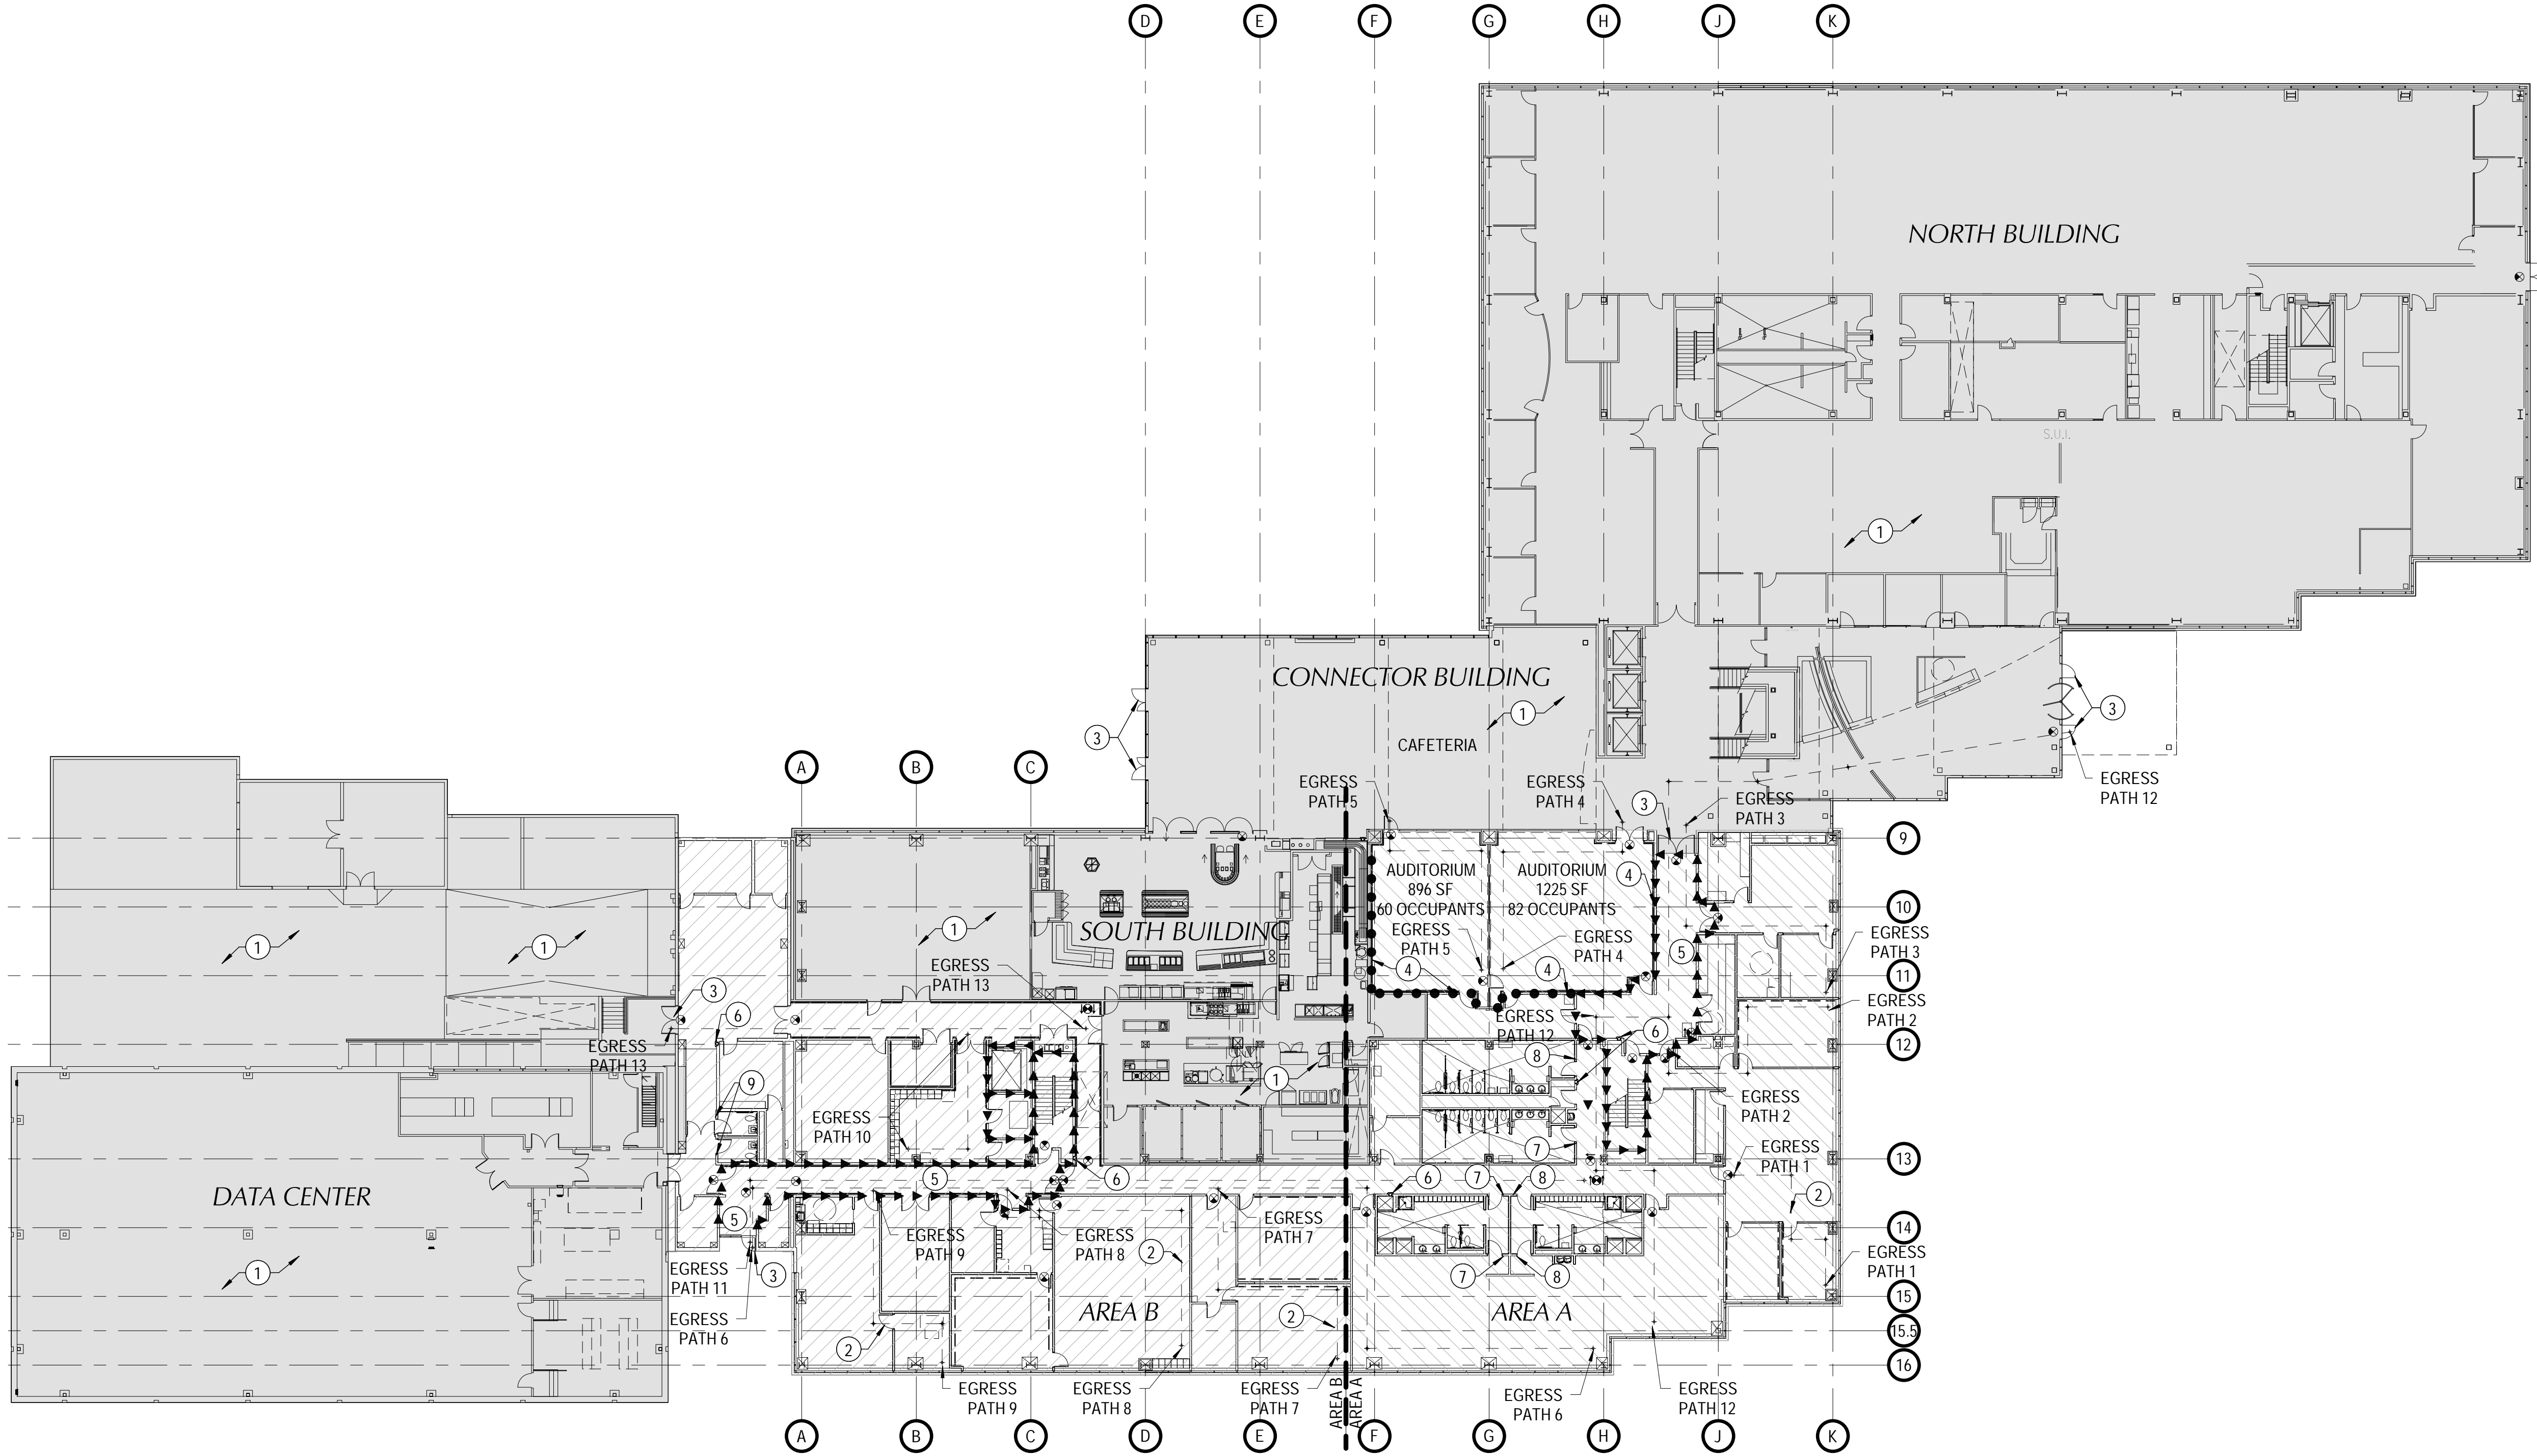 D
E
F
G
H
J
K
NORTH BUILDING
S.U.I.
1
CONNECTOR BUILDING
1
3
3
CAFETERIA
A
B
C
EGRESS
PATH 5
EGRESS
PATH 4
3
EGRESS
PATH 3
EGRESS
PATH 12
9
AUDITORIUM
896 SF
60 OCCUPANTS
AUDITORIUM
1225 SF
82 OCCUPANTS
4
10
1
1
1
SOUTH BUILDING
EGRESS
PATH 5
EGRESS
PATH 4
5
EGRESS
PATH 3
EGRESS
PATH 13
4
4
11
3
6
EGRESS
PATH 2
EGRESS
PATH 12
6
EGRESS
PATH 13
12
8
9
1
EGRESS
PATH 10
EGRESS
PATH 2
7
13
EGRESS
PATH 1
DATA CENTER
5
6
6
7
8
2
5
EGRESS
PATH 7
14
EGRESS
PATH 9
EGRESS
PATH 8
2
1
EGRESS
PATH 11
3
7
8
EGRESS
PATH 1
15
AREA B
2
AREA A
EGRESS
PATH 6
15.5
2
16
EGRESS
PATH 9
EGRESS
PATH 8
EGRESS
PATH 7
AREA B
AREA A
EGRESS
PATH 6
EGRESS
PATH 12
A
B
C
D
E
F
G
H
J
K